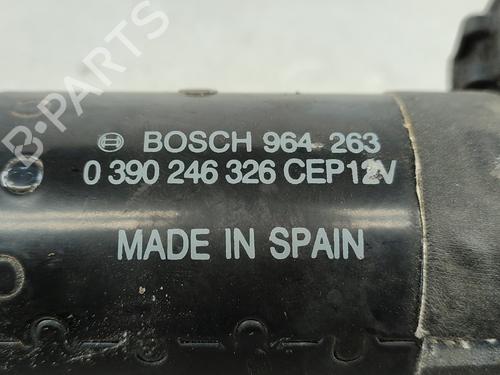 BOSCH 964 263
0 390 246 326 CEP12V
MADE IN SPAIN
B-PARTS